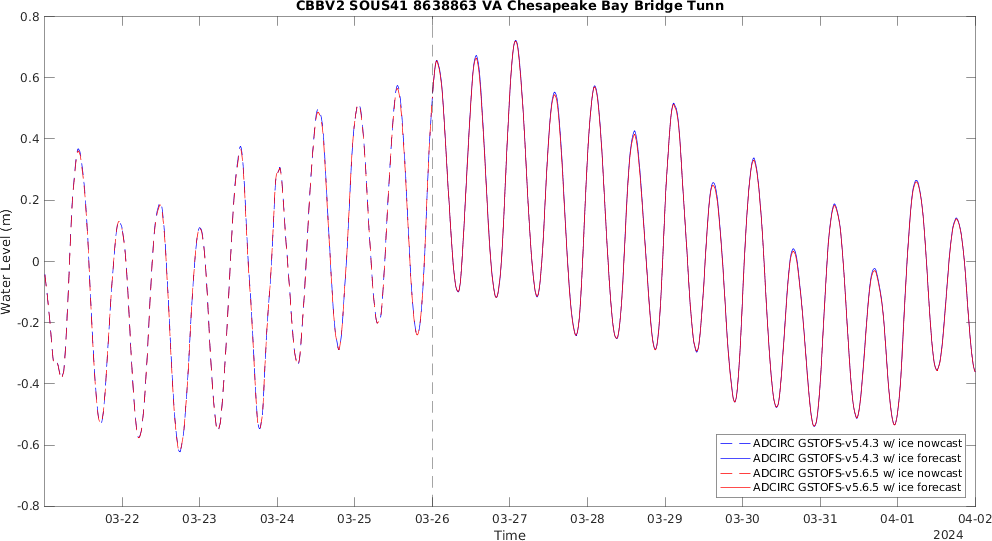 CBBV2 SOUS41 8638863 VA Chesapeake Bay Bridge Tunn
0.8
0.6
0.4
0.2
0
-0.2
-0.4
-0.6
-0.8
Water Level (m)
ADCIRC GSTOFS-v5.4.3 w/ ice nowcast
ADCIRC GSTOFS-v5.4.3 w/ ice forecast
ADCIRC GSTOFS-v5.6.5 w/ ice nowcast
ADCIRC GSTOFS-v5.6.5 w/ ice forecast
03-22 03-23 03-24 03-25 03-26 03-27 03-28 03-29 03-30 03-31 04-01 04-02
Time
2024